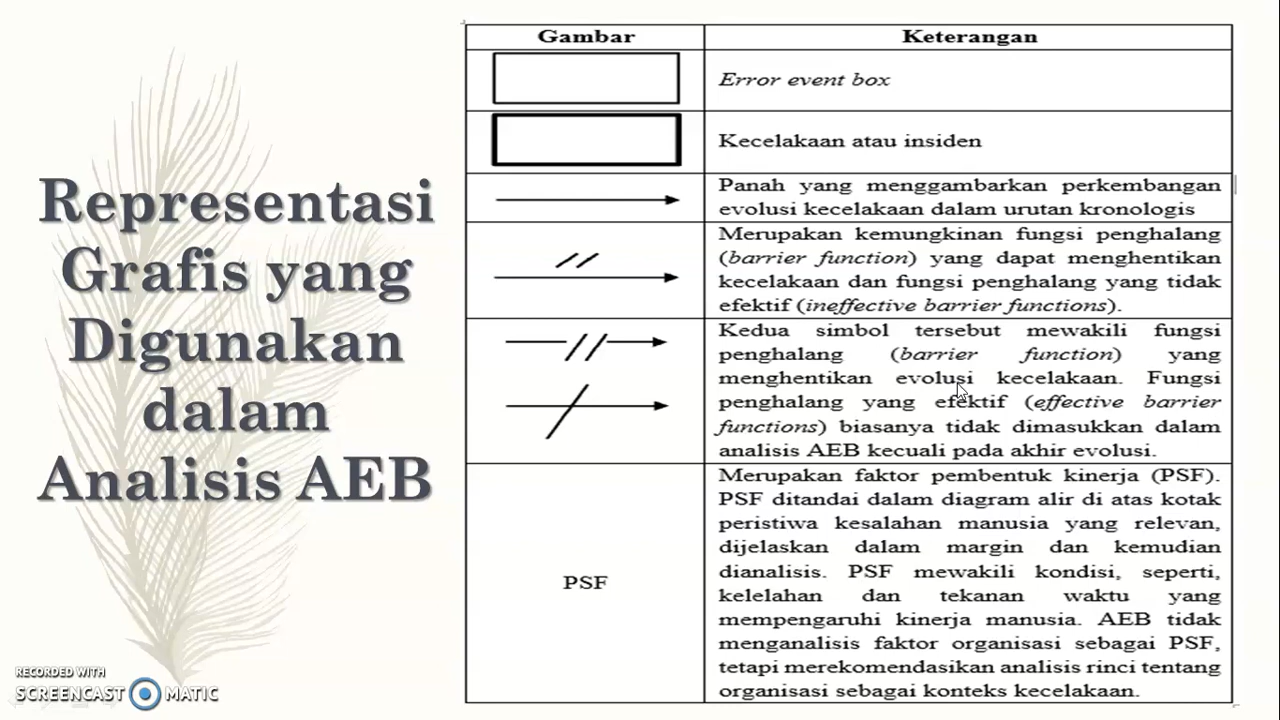 Representasi
Grafis yang
Digunakan
dalam
Analisis AEB
Gambar
Keterangan
Error event box
Kecelakaan atau insiden
Panah yang menggambarkan perkembangan
evolusi kecelakaan dalam urutan kronologis
Merupakan kemungkinan fungsi penghalang
(barrier function) yang dapat menghentikan
kecelakaan dan fungsi penghalang yang tidak
efektif (ineffective barrier functions).
Kedua simbol tersebut mewakili fungsi
penghalang (barrier function) yang
menghentikan evolusi kecelakaan. Fungsi
penghalang yang efektif (effective barrier
functions) biasanya tidak dimasukkan dalam
analisis AEB kecuali pada akhir evolusi.
PSF
Merupakan faktor pembentuk kinerja (PSF).
PSF ditandai dalam diagram alir di atas kotak
peristiwa kesalahan manusia yang relevan,
dijelaskan dalam margin dan kemudian
dianalisis. PSF mewakili kondisi, seperti,
kelelahan dan tekanan waktu yang
mempengaruhi kinerja manusia. AEB tidak
menganalisis faktor organisasi sebagai PSF,
tetapi merekomendasikan analisis rinci tentang
organisasi sebagai konteks kecelakaan.
RECORDED WITH
SCREENCAST MATIC